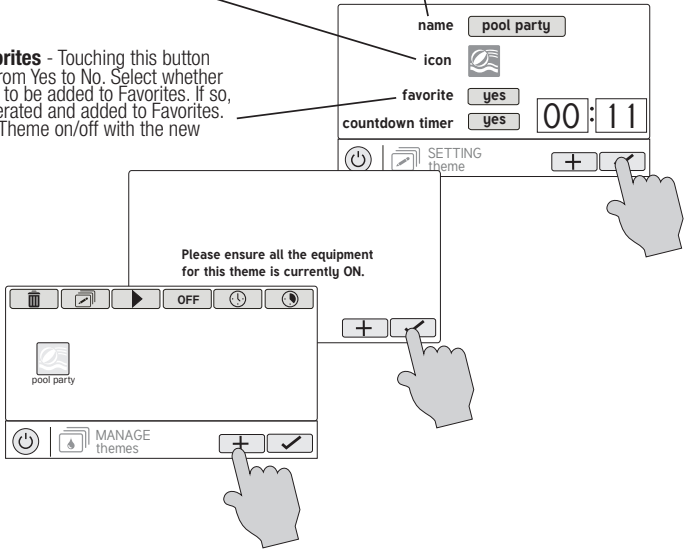 name pool party
icon
orites - Touching this button
rom Yes to No. Select whether
to be added to Favorites. If so,
erated and added to Favorites.
Theme on/off with the new
favorite yes
countdown timer yes 00:11
SETTING
theme
Please ensure all the equipment
for this theme is currently ON.
OFF
pool party
MANAGE
themes